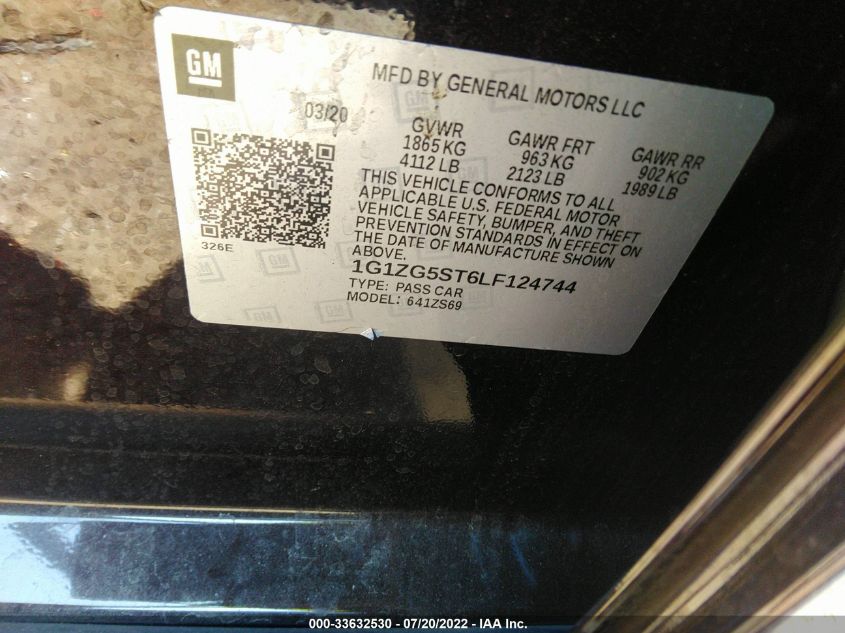 GM
MFD BY GENERAL MOTORS LLC
03/20
GVWR GAWR FRT GAWR RR
1865 KG 963 KG 902 KG
4112 LB 2123 LB 1989 LB
THIS VEHICLE CONFORMS TO ALL
APPLICABLE U.S. FEDERAL MOTOR
VEHICLE SAFETY, BUMPER, AND THEFT
PREVENTION STANDARDS IN EFFECT ON
THE DATE OF MANUFACTURE SHOWN
ABOVE.
326E
1G1ZG5ST6LF124744
TYPE: PASS CAR
MODEL: 641ZS69
000-33632530 - 07/20/2022 - IAA Inc.